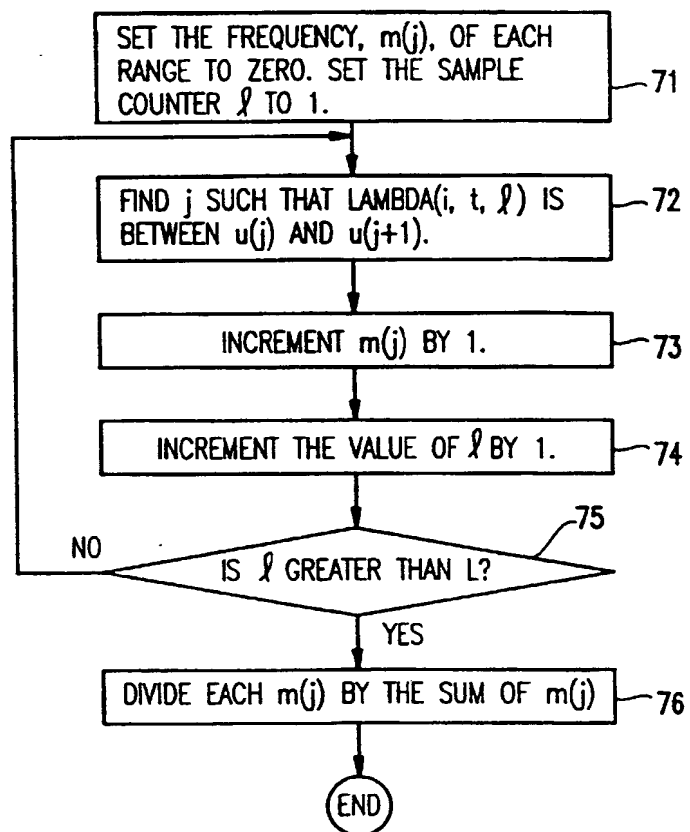 SET THE FREQUENCY, m(j), OF EACH
RANGE TO ZERO. SET THE SAMPLE
COUNTER ℓ TO 1.
71
FIND j SUCH THAT LAMBDA(i, t, ℓ) IS
BETWEEN u(j) AND u(j+1).
72
INCREMENT m(j) BY 1.
73
INCREMENT THE VALUE OF ℓ BY 1.
74
75
NO
IS ℓ GREATER THAN L?
YES
DIVIDE EACH m(j) BY THE SUM OF m(j)
76
END